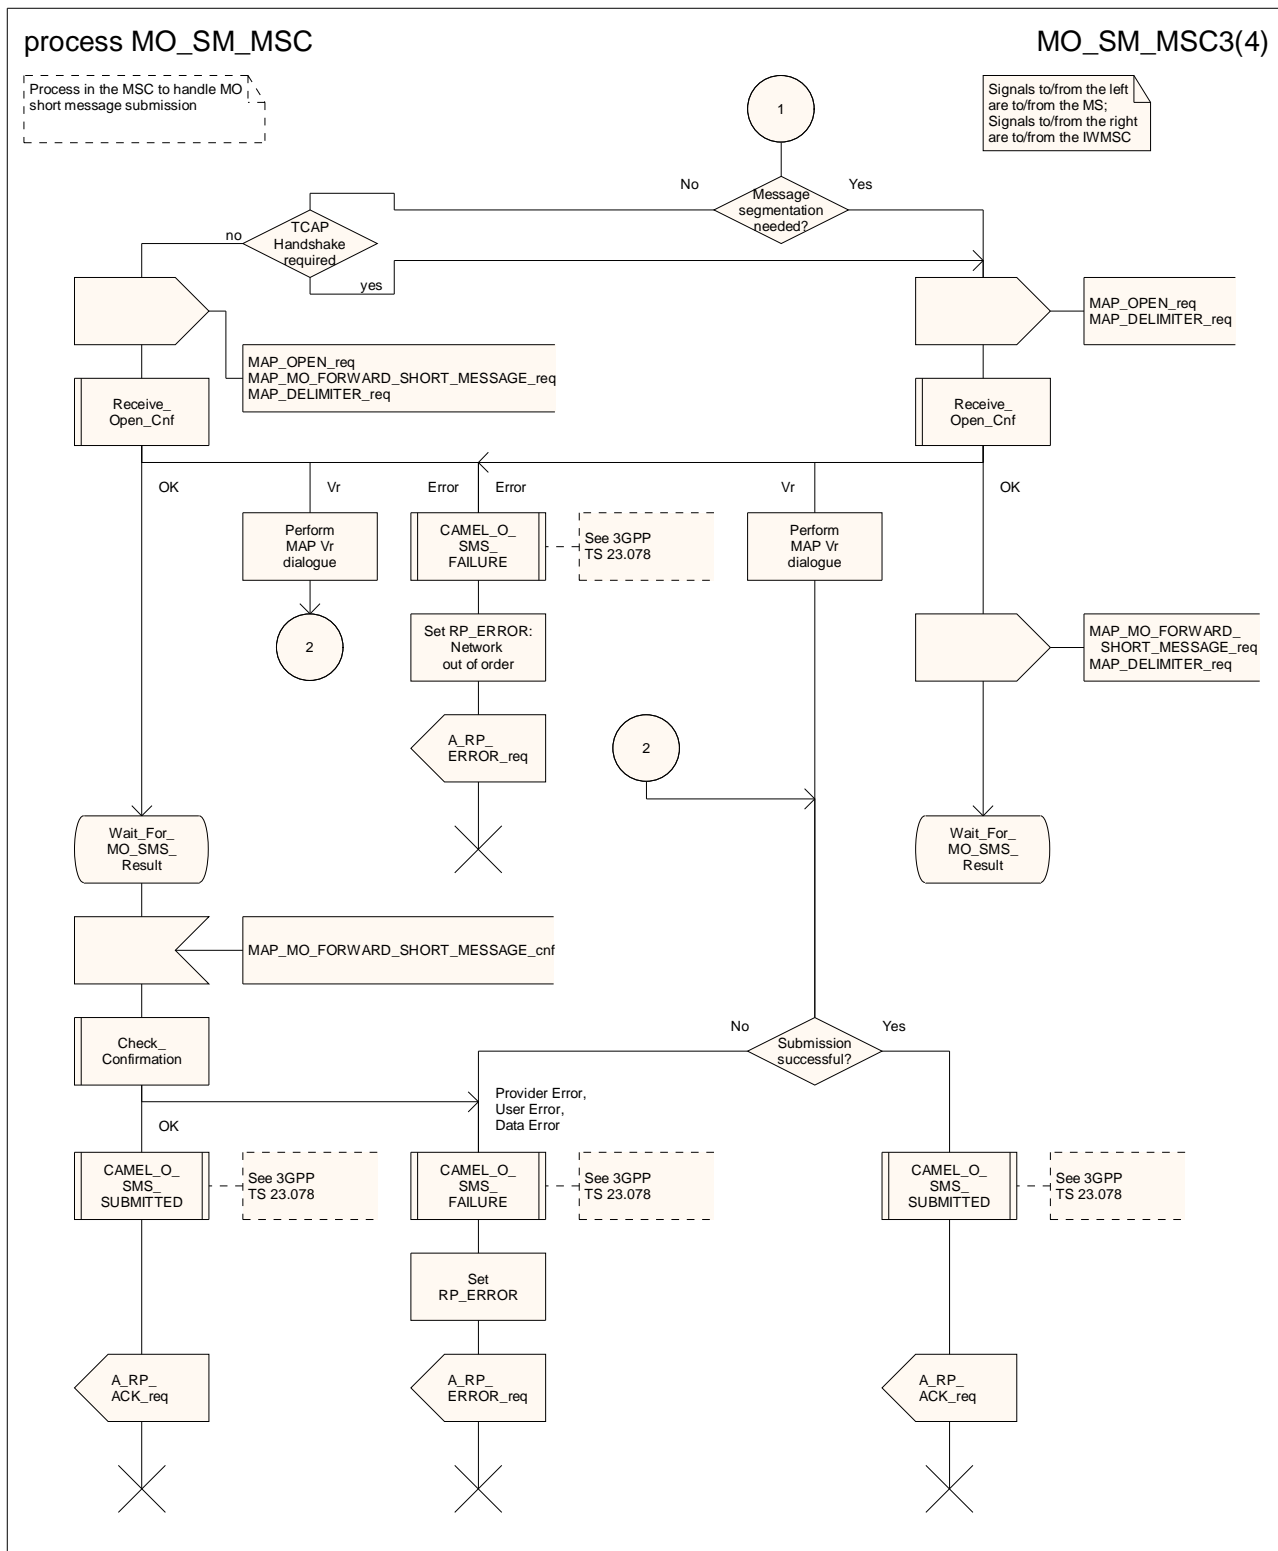 process MO_SM_MSC
MO_SM_MSC3(4)
Process in the MSC to handle MO
short message submission
1
Signals to/from the left
are to/from the MS;
Signals to/from the right
are to/from the IWMSC
No
Message
segmentation
needed?
Yes
no
TCAP
Handshake
required
yes
MAP_OPEN_req
MAP_DELIMITER_req
MAP_OPEN_req
MAP_MO_FORWARD_SHORT_MESSAGE_req
MAP_DELIMITER_req
Receive_
Open_Cnf
Receive_
Open_Cnf
OK
Vr
Error
Error
Vr
OK
Perform
MAP Vr
dialogue
CAMEL_O_
SMS_
FAILURE
See 3GPP
TS 23.078
Perform
MAP Vr
dialogue
2
Set RP_ERROR:
Network
out of order
MAP_MO_FORWARD_
SHORT_MESSAGE_req
MAP_DELIMITER_req
A_RP_
ERROR_req
2
Wait_For_
MO_SMS_
Result
Wait_For_
MO_SMS_
Result
MAP_MO_FORWARD_SHORT_MESSAGE_cnf
Check_
Confirmation
No
Submission
successful?
Yes
Provider Error,
User Error,
Data Error
OK
CAMEL_O_
SMS_
SUBMITTED
See 3GPP
TS 23.078
CAMEL_O_
SMS_
FAILURE
See 3GPP
TS 23.078
CAMEL_O_
SMS_
SUBMITTED
See 3GPP
TS 23.078
Set
RP_ERROR
A_RP_
ACK_req
A_RP_
ERROR_req
A_RP_
ACK_req